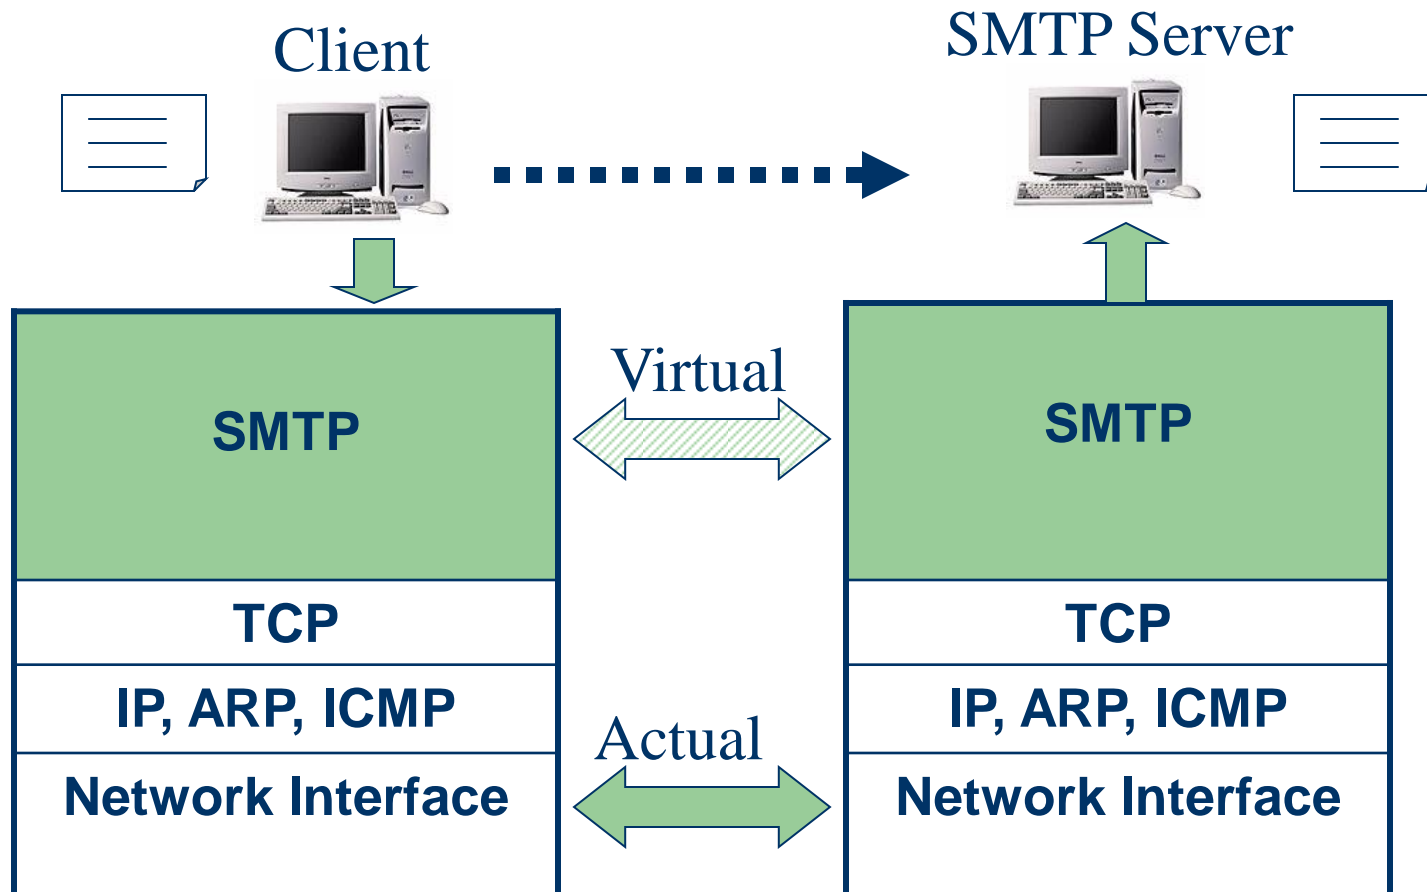 Client
SMTP Server
Virtual
SMTP
SMTP
TCP
TCP
IP, ARP, ICMP
IP, ARP, ICMP
Actual
Network Interface
Network Interface